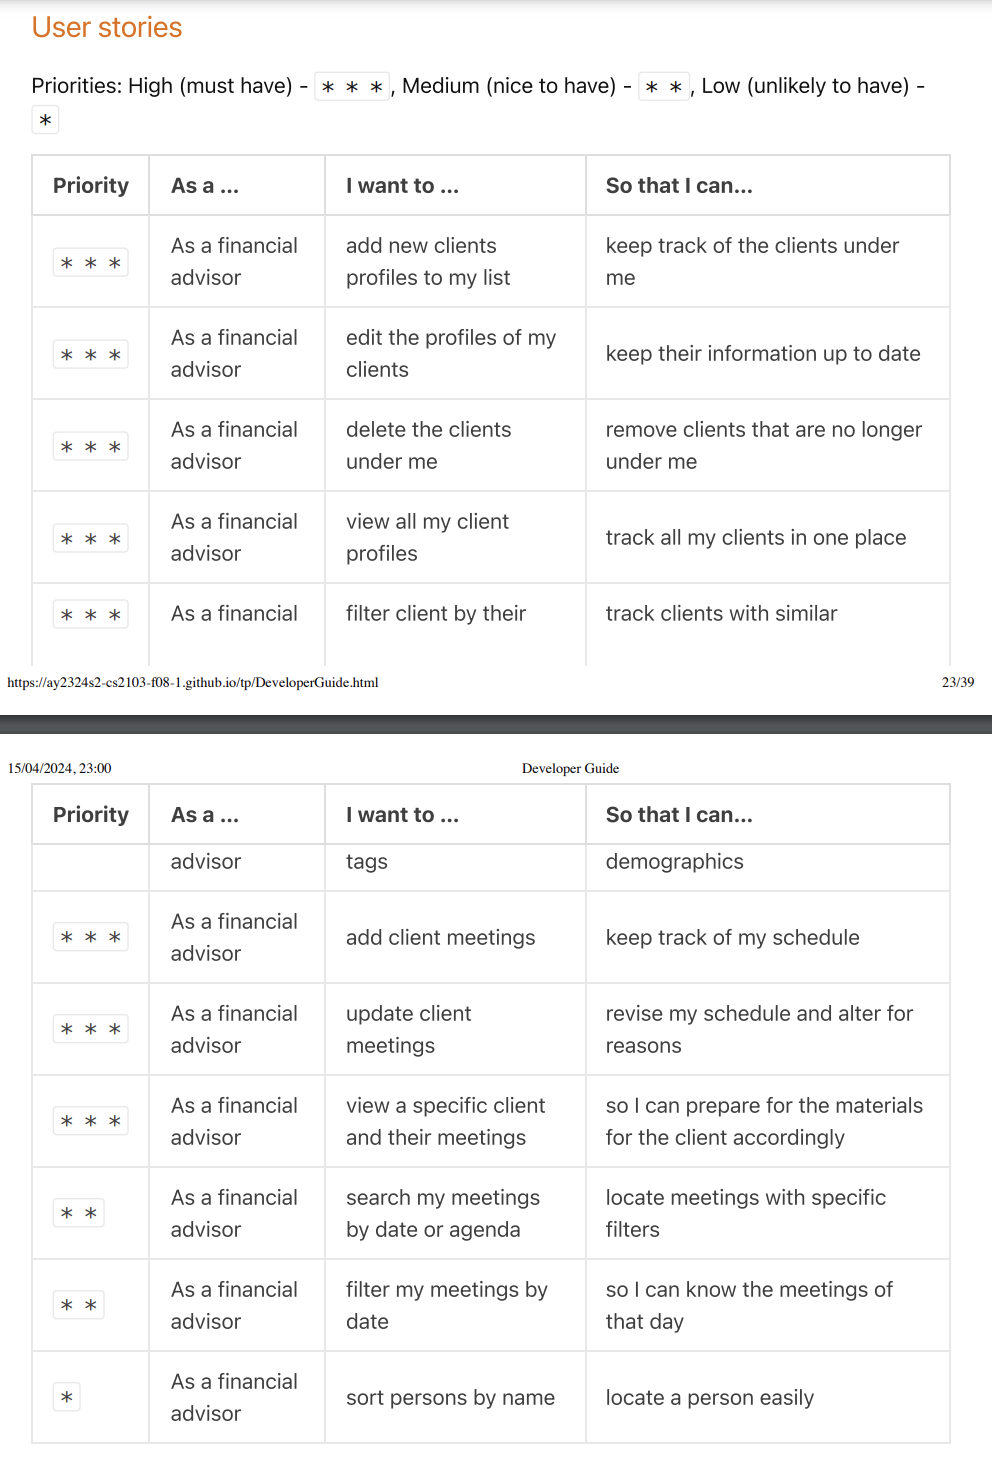 User stories
Priorities: High (must have) - * * *, Medium (nice to have) - * *, Low (unlikely to have) -
*
Priority As a ... I want to ... So that I can...
* * * As a financial advisor add new clients profiles to my list keep track of the clients under me
* * * As a financial advisor edit the profiles of my clients keep their information up to date
* * * As a financial advisor delete the clients under me remove clients that are no longer under me
* * * As a financial advisor view all my client profiles track all my clients in one place
* * * As a financial filter client by their track clients with similar
https://ay2324s2-cs2103-f08-1.github.io/tp/DeveloperGuide.html 23/39
15/04/2024, 23:00 Developer Guide
Priority As a ... I want to ... So that I can...
advisor tags demographics
* * * As a financial advisor add client meetings keep track of my schedule
* * * As a financial advisor update client meetings revise my schedule and alter for reasons
* * * As a financial advisor view a specific client and their meetings so I can prepare for the materials for the client accordingly
* * As a financial advisor search my meetings by date or agenda locate meetings with specific filters
* * As a financial advisor filter my meetings by date so I can know the meetings of that day
* As a financial advisor sort persons by name locate a person easily